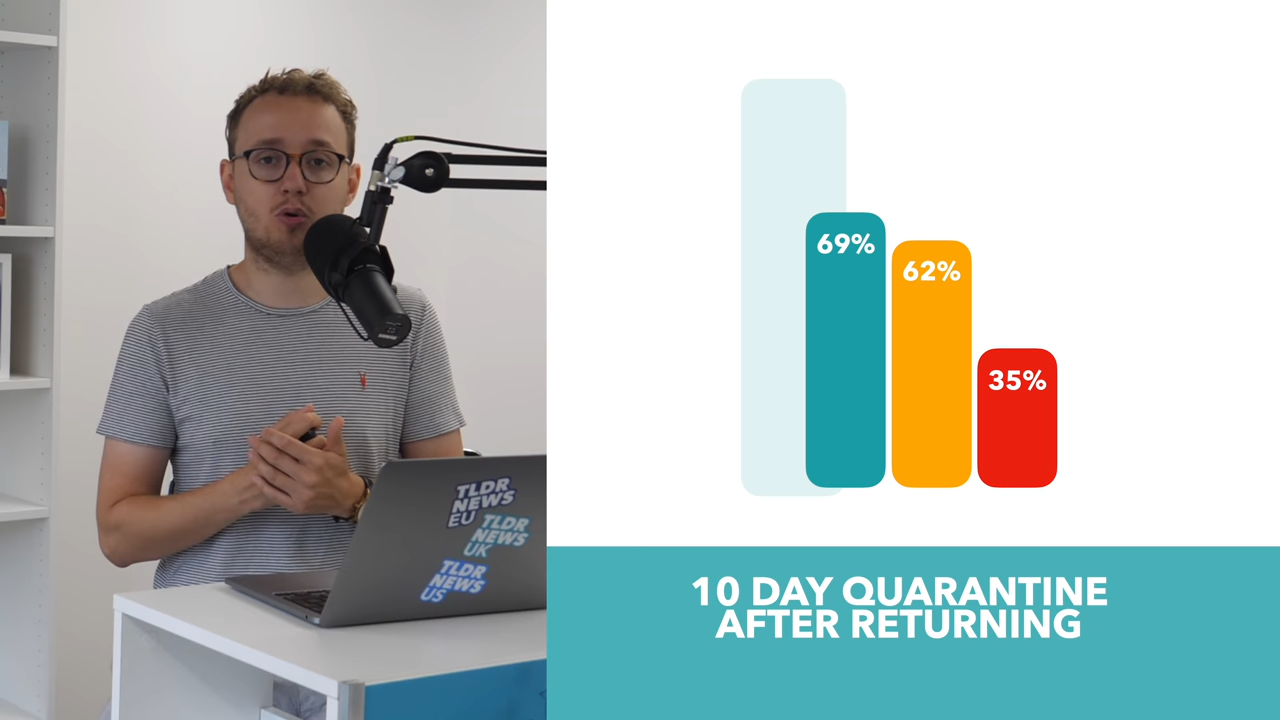 69%
62%
35%
10 DAY QUARANTINE
AFTER RETURNING
TLDR
NEWS
EU
TLDR
NEWS
UK
TLDR
NEWS
US